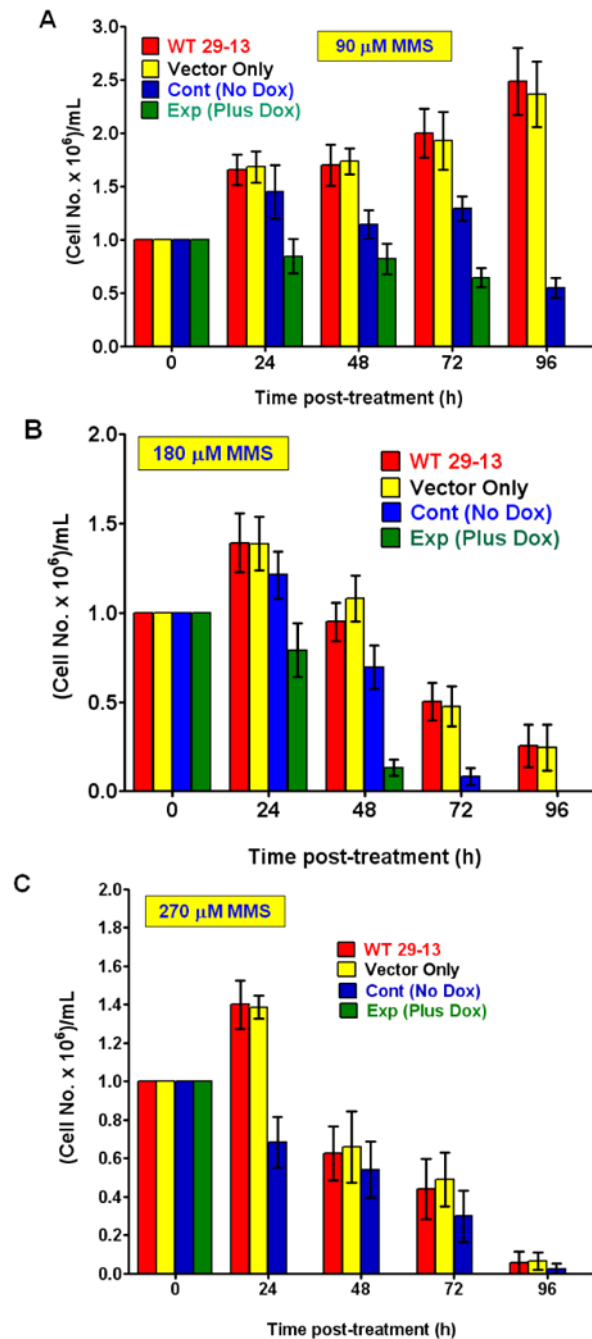 A
WT 29-13
90 μM MMS
Vector Only
Cont (No Dox)
Exp (Plus Dox)
(Cell No. x 10⁶)/mL
3.0
2.5
2.0
1.5
1.0
0.5
0.0
0 24 48 72 96
Time post-treatment (h)
B
180 μM MMS
WT 29-13
Vector Only
Cont (No Dox)
Exp (Plus Dox)
(Cell No. x 10⁶)/mL
2.0
1.5
1.0
0.5
0.0
0 24 48 72 96
Time post-treatment (h)
C
270 μM MMS
WT 29-13
Vector Only
Cont (No Dox)
Exp (Plus Dox)
(Cell No. x 10⁶)/mL
2.0
1.8
1.6
1.4
1.2
1.0
0.8
0.6
0.4
0.2
0.0
0 24 48 72 96
Time post-treatment (h)